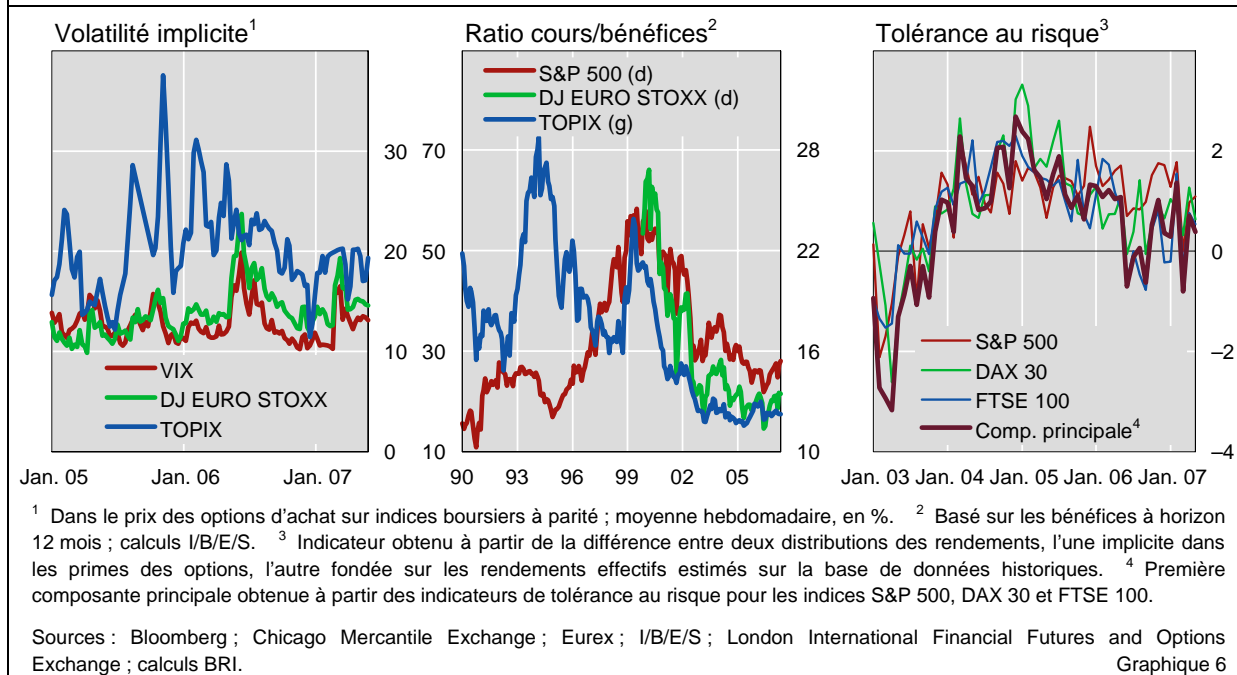 Volatilité implicite1
Ratio cours/bénéfices2
Tolérance au risque3
30
20
10
0
VIX
DJ EURO STOXX
TOPIX
Jan. 05
Jan. 06
Jan. 07
S&P 500 (d)
DJ EURO STOXX (d)
TOPIX (g)
70
50
30
10
28
22
16
10
90
93
96
99
02
05
2
0
–2
–4
S&P 500
DAX 30
FTSE 100
Comp. principale4
Jan. 03
Jan. 04
Jan. 05
Jan. 06
Jan. 07
1 Dans le prix des options d'achat sur indices boursiers à parité ; moyenne hebdomadaire, en %. 2 Basé sur les bénéfices à horizon
12 mois ; calculs I/B/E/S. 3 Indicateur obtenu à partir de la différence entre deux distributions des rendements, l'une implicite dans
les primes des options, l'autre fondée sur les rendements effectifs estimés sur la base de données historiques. 4 Première
composante principale obtenue à partir des indicateurs de tolérance au risque pour les indices S&P 500, DAX 30 et FTSE 100.
Sources : Bloomberg ; Chicago Mercantile Exchange ; Eurex ; I/B/E/S ; London International Financial Futures and Options
Exchange ; calculs BRI.
Graphique 6